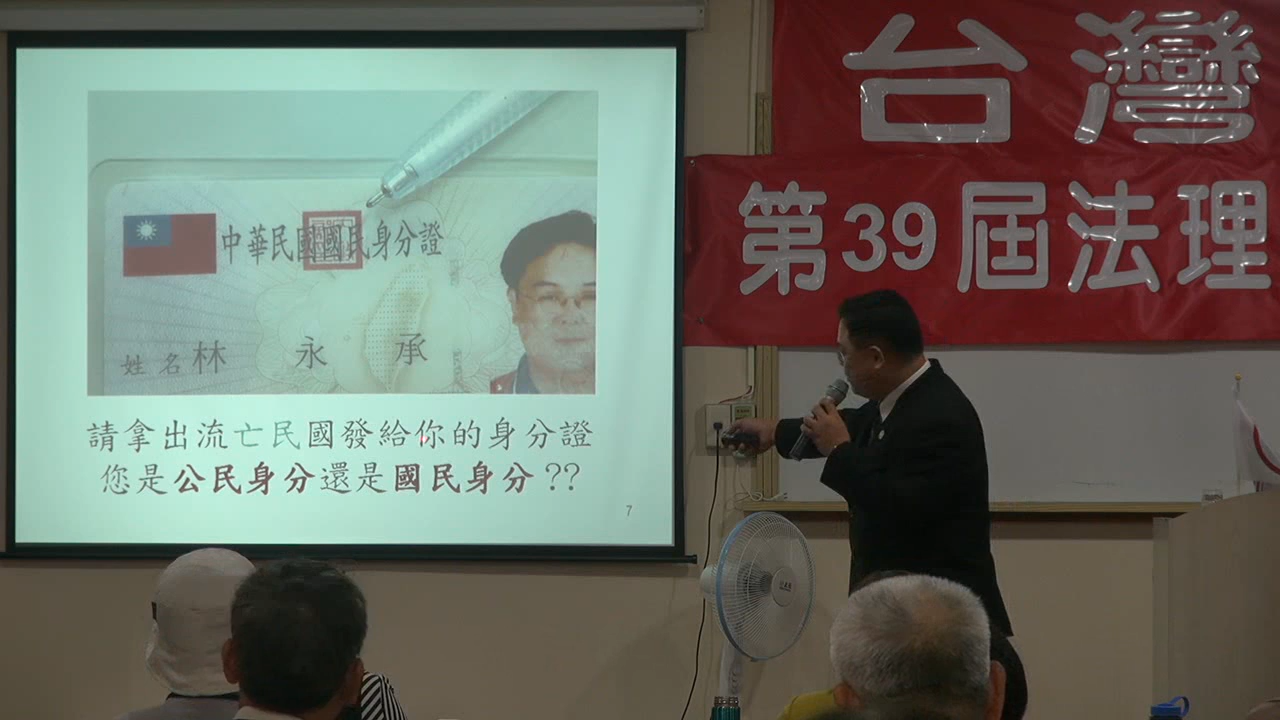 中華民國國民身分證
姓名林 永 承
請拿出流亡民國發給你的身分證
您是公民身分還是國民身分??
7
台灣
第39屆法理